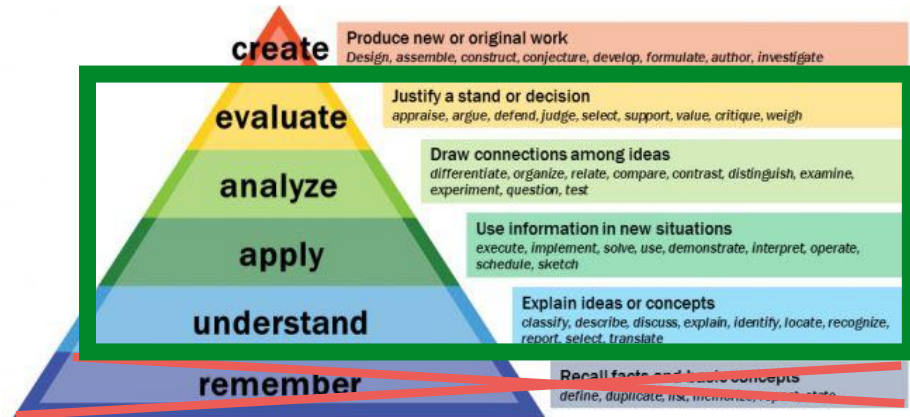 create
Produce new or original work
Design, assemble, construct, conjecture, develop, formulate, author, investigate
evaluate
Justify a stand or decision
appraise, argue, defend, judge, select, support, value, critique, weigh
analyze
Draw connections among ideas
differentiate, organize, relate, compare, contrast, distinguish, examine,
experiment, question, test
apply
Use information in new situations
execute, implement, solve, use, demonstrate, interpret, operate,
schedule, sketch
understand
Explain ideas or concepts
classify, describe, discuss, explain, identify, locate, recognize,
report, select, translate
remember
Recall facts and basic concepts
define, duplicate, list, memorize, repeat, state